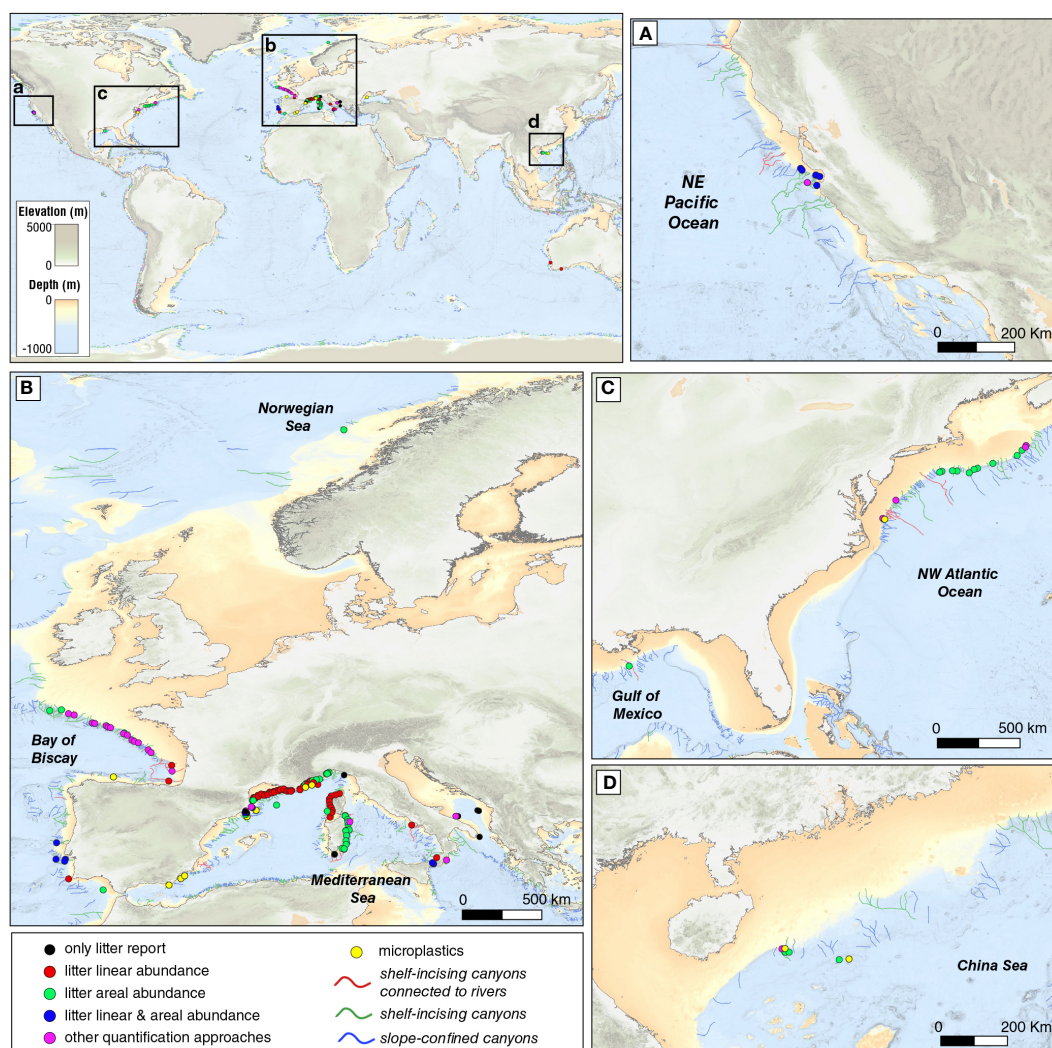 a
b
c
d
Elevation (m)
5000
0
Depth (m)
0
-1000
A
NE
Pacific
Ocean
0 200 Km
B
Norwegian
Sea
Bay of
Biscay
Mediterranean
Sea
0 500 km
C
NW Atlantic
Ocean
Gulf of
Mexico
0 500 km
D
China Sea
0 200 Km
only litter report
litter linear abundance
litter areal abundance
litter linear & areal abundance
other quantification approaches
microplastics
shelf-incising canyons
connected to rivers
shelf-incising canyons
slope-confined canyons